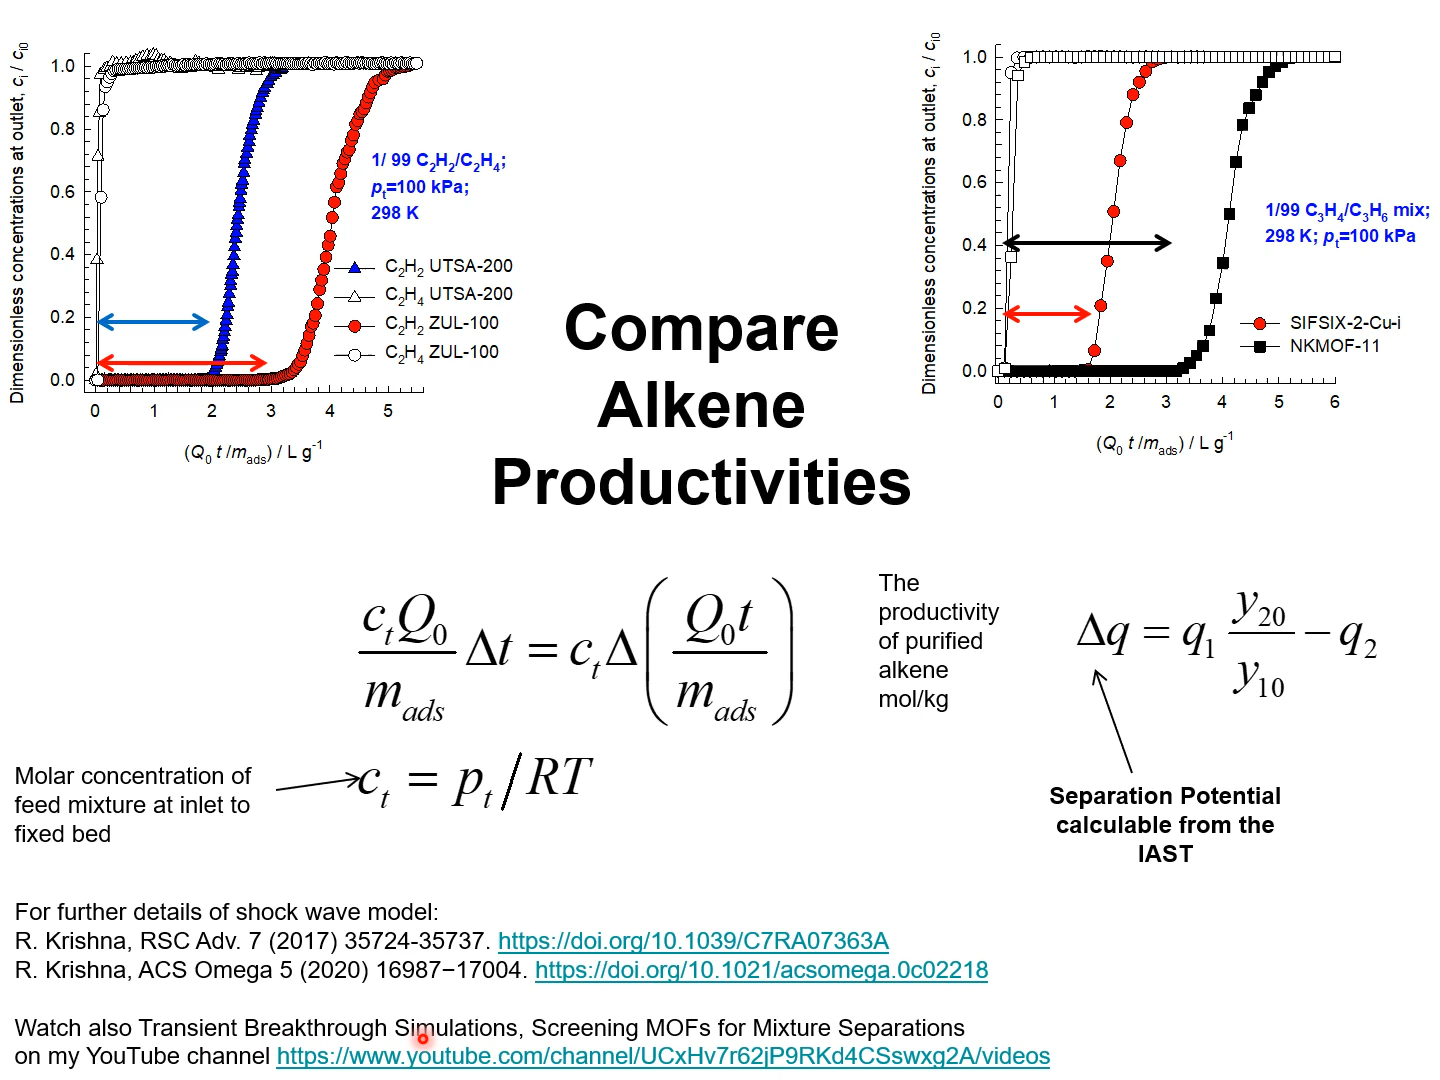 Dimensionless concentrations at outlet, cᵢ / cᵢ₀
1.0
0.8
0.6
0.4
0.2
0.0
0 1 2 3 4 5
(Q₀ t /m_ads) / L g⁻¹
1/ 99 C₂H₂/C₂H₄;
pₜ=100 kPa;
298 K
C₂H₂ UTSA-200
C₂H₄ UTSA-200
C₂H₂ ZUL-100
C₂H₄ ZUL-100
Compare
Alkene
Productivities
Dimensionless concentrations at outlet, cᵢ / cᵢ₀
1.0
0.8
0.6
0.4
0.2
0.0
0 1 2 3 4 5 6
(Q₀ t /m_ads) / L g⁻¹
1/99 C₃H₄/C₃H₆ mix;
298 K; pₜ=100 kPa
SIFSIX-2-Cu-i
NKMOF-11
cₜQ₀/m_ads Δt = cₜΔ(Q₀t/m_ads)
The
productivity
of purified
alkene
mol/kg
Δq = q₁ y₂₀/y₁₀ − q₂
Molar concentration of
feed mixture at inlet to
fixed bed
cₜ = pₜ/RT
Separation Potential
calculable from the
IAST
For further details of shock wave model:
R. Krishna, RSC Adv. 7 (2017) 35724-35737. https://doi.org/10.1039/C7RA07363A
R. Krishna, ACS Omega 5 (2020) 16987−17004. https://doi.org/10.1021/acsomega.0c02218
Watch also Transient Breakthrough Simulations, Screening MOFs for Mixture Separations
on my YouTube channel https://www.youtube.com/channel/UCxHv7r62jP9RKd4CSswxg2A/videos